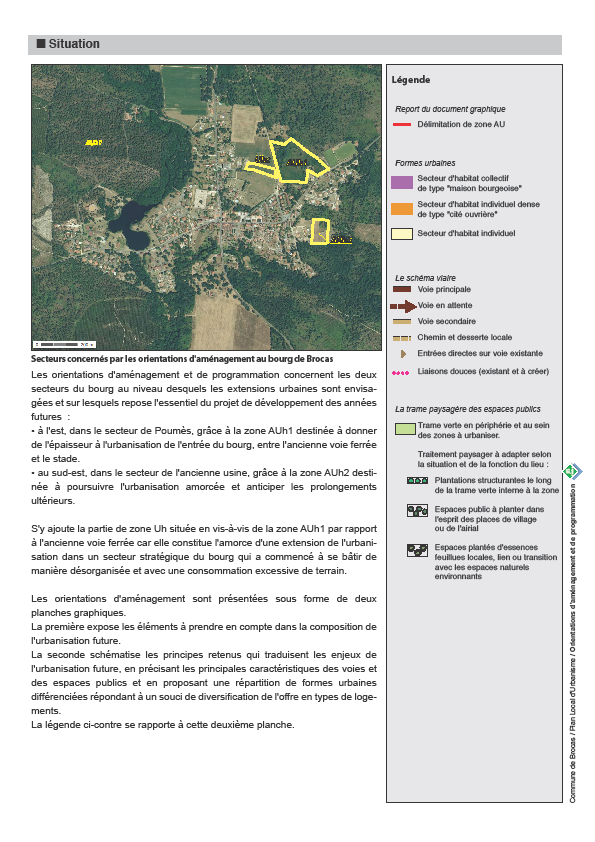 ■ Situation
Secteurs concernés par les orientations d'aménagement au bourg de Brocas
Les orientations d'aménagement et de programmation concernent les deux
secteurs du bourg au niveau desquels les extensions urbaines sont envisa-
gées et sur lesquels repose l'essentiel du projet de développement des années
futures :
- à l'est, dans le secteur de Poumès, grâce à la zone AUh1 destinée à donner
de l'épaisseur à l'urbanisation de l'entrée du bourg, entre l'ancienne voie ferrée
et le stade.
- au sud-est, dans le secteur de l'ancienne usine, grâce à la zone AUh2 desti-
née à poursuivre l'urbanisation amorcée et anticiper les prolongements
ultérieurs.
S'y ajoute la partie de zone Uh située en vis-à-vis de la zone AUh1 par rapport
à l'ancienne voie ferrée car elle constitue l'amorce d'une extension de l'urbani-
sation dans un secteur stratégique du bourg qui a commencé à se bâtir de
manière désorganisée et avec une consommation excessive de terrain.
Les orientations d'aménagement sont présentées sous forme de deux
planches graphiques.
La première expose les éléments à prendre en compte dans la composition de
l'urbanisation future.
La seconde schématise les principes retenus qui traduisent les enjeux de
l'urbanisation future, en précisant les principales caractéristiques des voies et
des espaces publics et en proposant une répartition de formes urbaines
différenciées répondant à un souci de diversification de l'offre en types de loge-
ments.
La légende ci-contre se rapporte à cette deuxième planche.
Légende
Report du document graphique
Délimitation de zone AU
Formes urbaines
Secteur d'habitat collectif
de type "maison bourgeoise"
Secteur d'habitat individuel dense
de type "cité ouvrière"
Secteur d'habitat individuel
Le schéma viaire
Voie principale
Voie en attente
Voie secondaire
Chemin et desserte locale
Entrées directes sur voie existante
Liaisons douces (existant et à créer)
La trame paysagère des espaces publics
Trame verte en périphérie et au sein
des zones à urbaniser.
Traitement paysager à adapter selon
la situation et de la fonction du lieu :
Plantations structurantes le long
de la trame verte interne à la zone
Espaces public à planter dans
l'esprit des places de village
ou de l'airial
Espaces plantés d'essences
feuillues locales, lien ou transition
avec les espaces naturels
environnants
Commune de Brocas / Plan Local d'Urbanisme / Orientations d'aménagement et de programmation